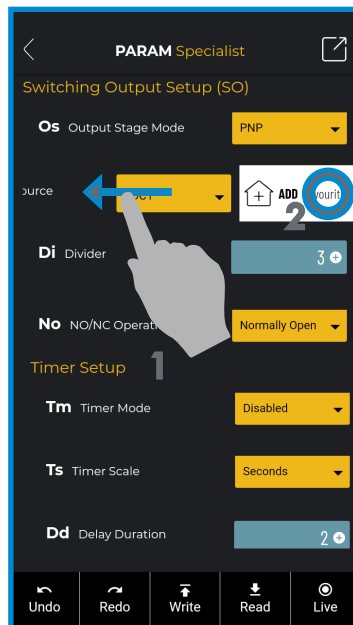 PARAM Specialist
Switching Output Setup (SO)
Os Output Stage Mode PNP
ource ADD vourit
2
Di Divider 3
No NO/NC Operati Normally Open
1
Timer Setup
Tm Timer Mode Disabled
Ts Timer Scale Seconds
Dd Delay Duration 2
Undo Redo Write Read Live